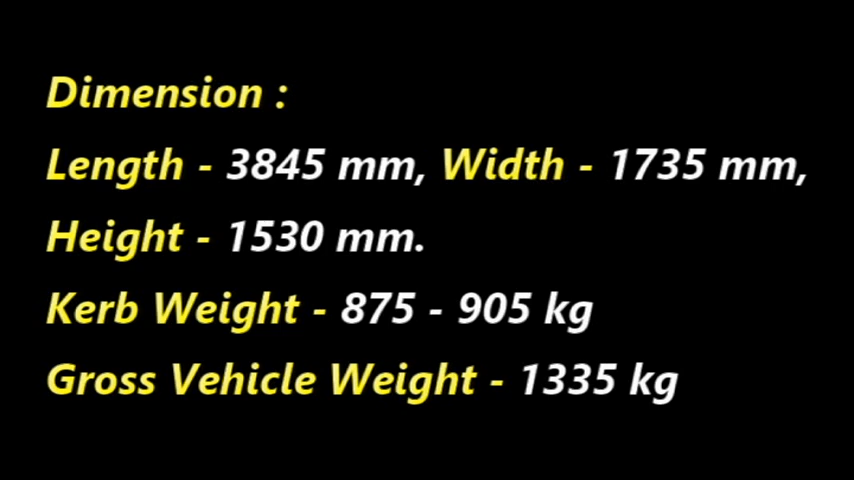 Dimension :
Length - 3845 mm, Width - 1735 mm,
Height - 1530 mm.
Kerb Weight - 875 - 905 kg
Gross Vehicle Weight - 1335 kg